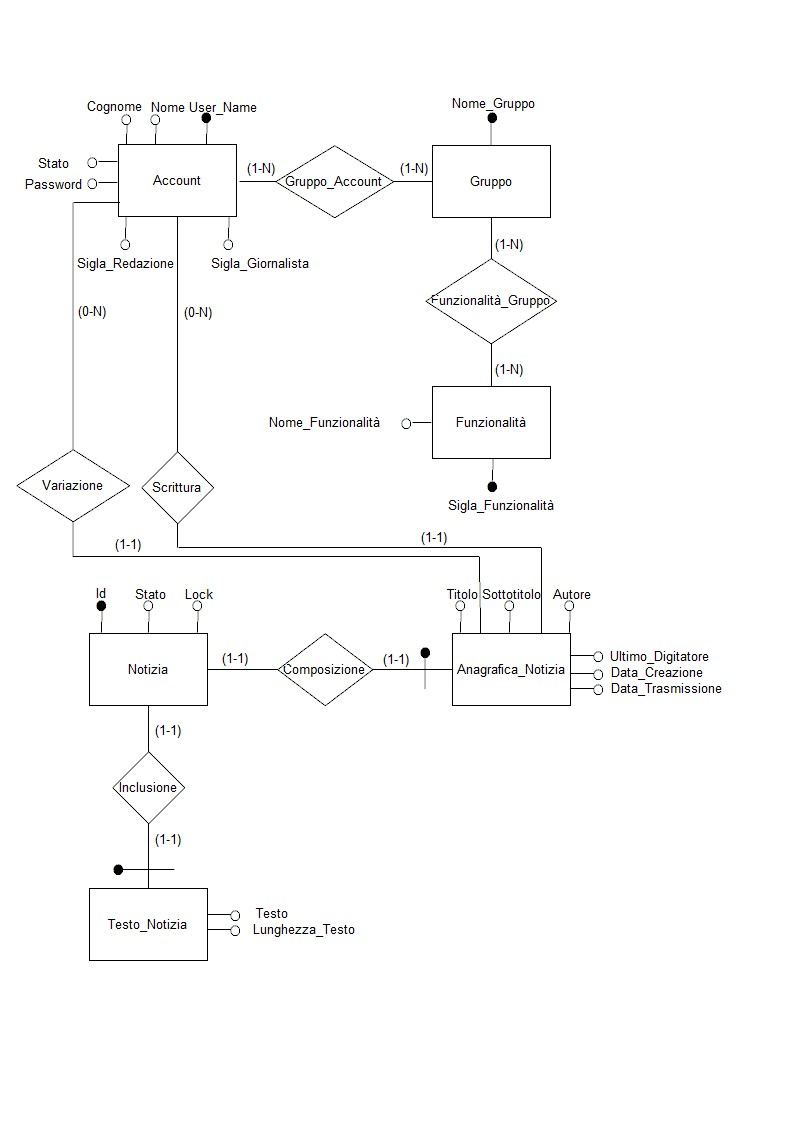 Nome_Gruppo
Cognome Nome User_Name
Stato
Password
Account
(1-N)
Gruppo_Account
(1-N)
Gruppo
Sigla_Redazione
Sigla_Giornalista
(1-N)
Funzionalità_Gruppo
(0-N)
(0-N)
(1-N)
Nome_Funzionalità
Funzionalità
Variazione
Scrittura
Sigla_Funzionalità
(1-1)
(1-1)
Id
Stato
Lock
Titolo
Sottotitolo
Autore
Notizia
(1-1)
Composizione
(1-1)
Anagrafica_Notizia
Ultimo_Digitatore
Data_Creazione
Data_Trasmissione
(1-1)
Inclusione
(1-1)
Testo_Notizia
Testo
Lunghezza_Testo